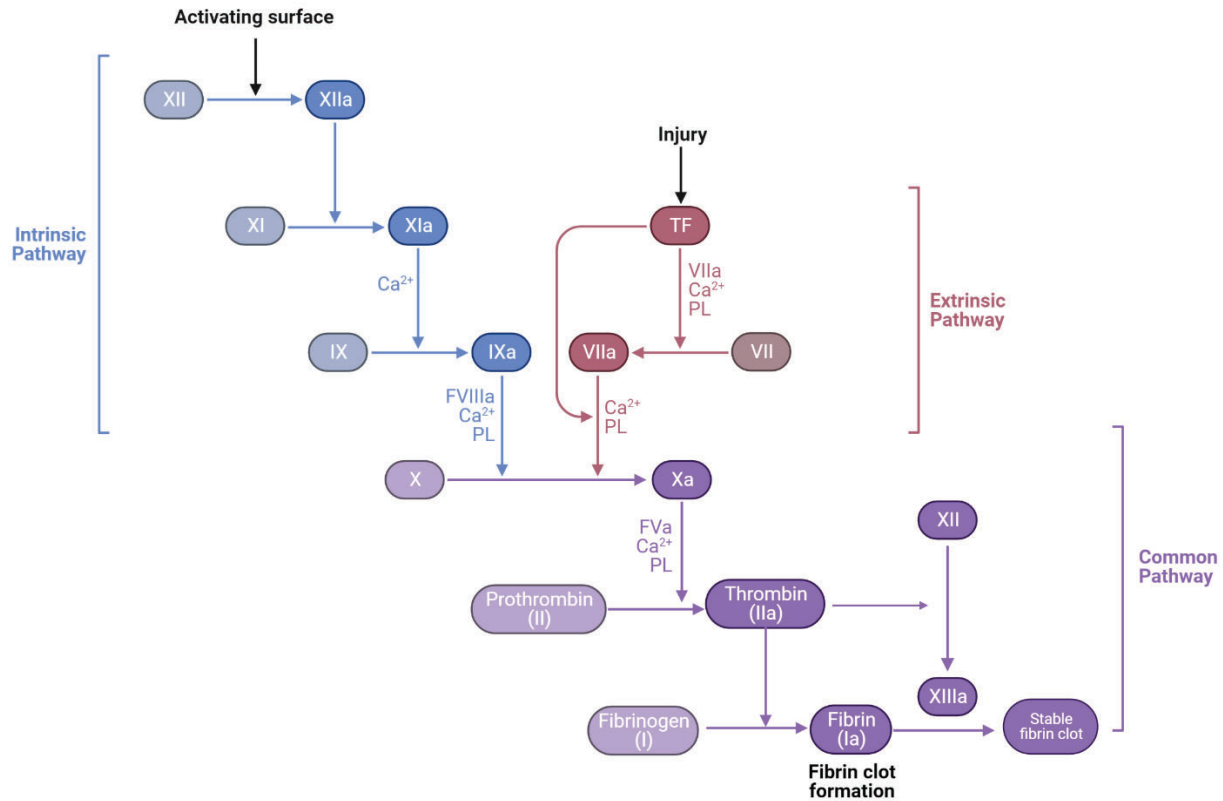 Activating surface
XII
XIIa
Injury
XI
XIa
TF
Intrinsic
Pathway
Ca²⁺
VIIa
Ca²⁺
PL
Extrinsic
Pathway
IX
IXa
VIIa
VII
FVIIIa
Ca²⁺
PL
Ca²⁺
PL
X
Xa
XII
FVa
Ca²⁺
PL
Common
Pathway
Prothrombin
(II)
Thrombin
(IIa)
XIIIa
Fibrinogen
(I)
Fibrin
(Ia)
Stable
fibrin clot
Fibrin clot
formation